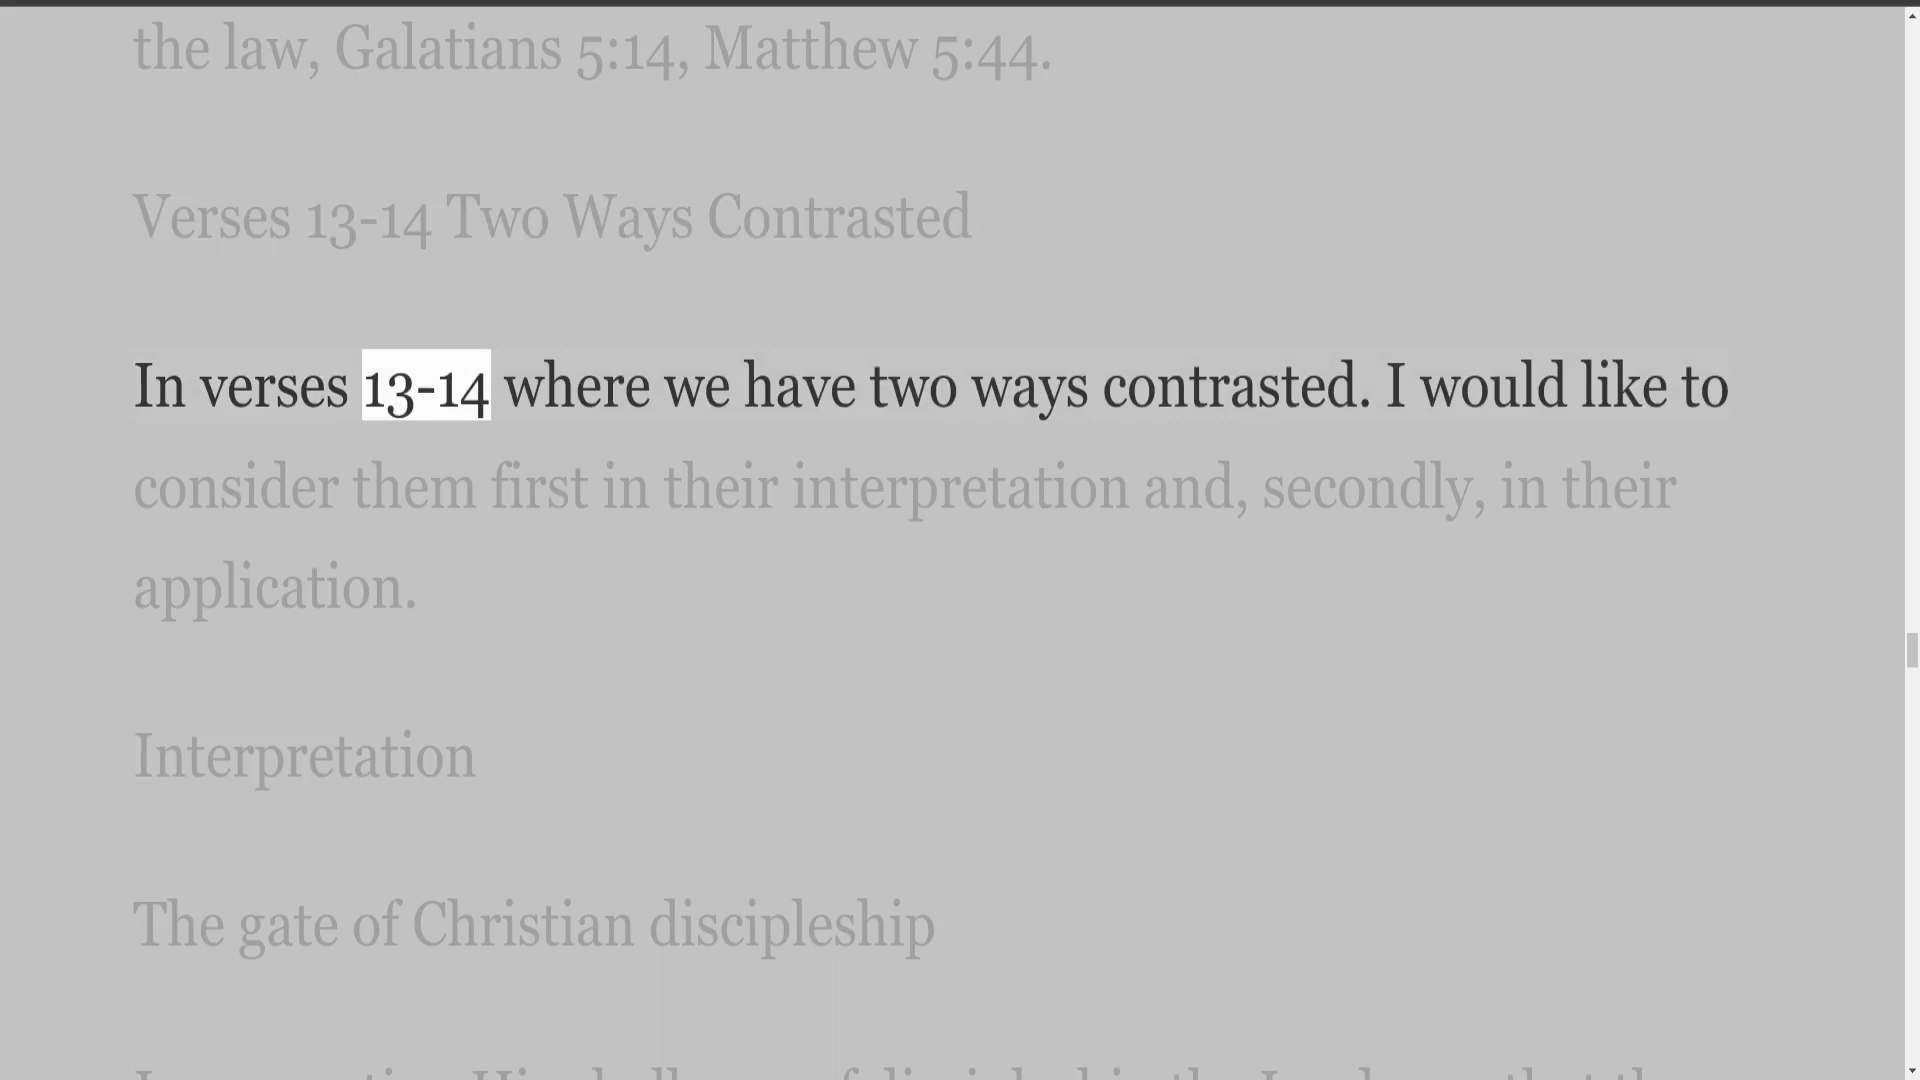 the law, Galatians 5:14, Matthew 5:44.
Verses 13-14 Two Ways Contrasted
In verses 13-14 where we have two ways contrasted. I would like to
consider them first in their interpretation and, secondly, in their
application.
Interpretation
The gate of Christian discipleship